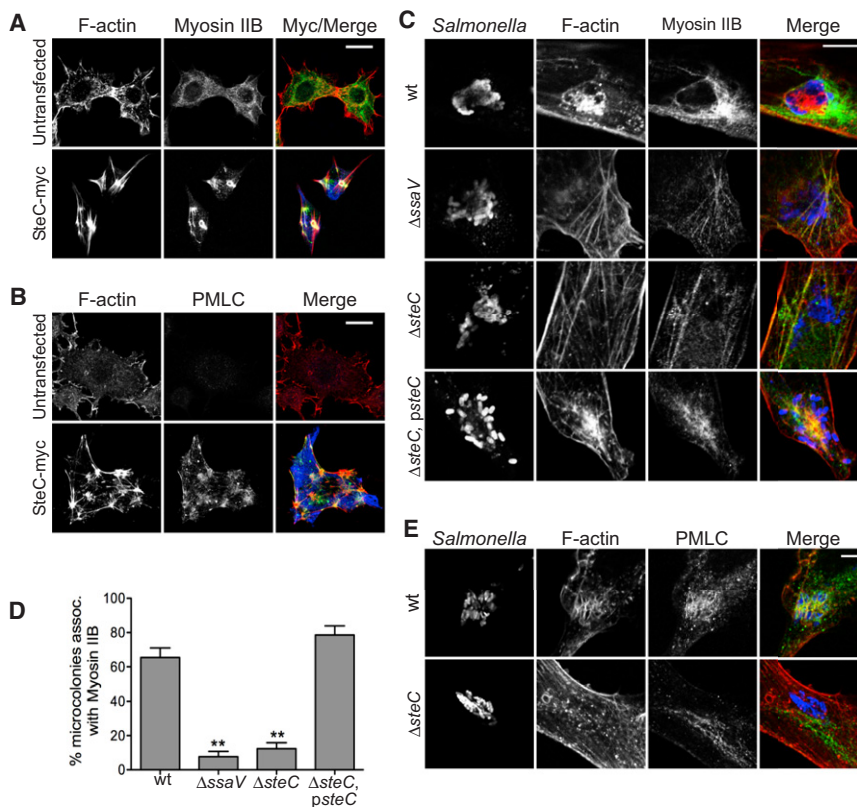 A
F-actin Myosin IIB Myc/Merge
Untransfected
SteC-myc
B
F-actin PMLC Merge
Untransfected
SteC-myc
C
Salmonella F-actin Myosin IIB Merge
wt
ΔssaV
ΔsteC
ΔsteC, psteC
D
% microcolonies assoc.
with Myosin IIB
100
80
60
40
20
0
** **
wt ΔssaV ΔsteC ΔsteC,
psteC
E
Salmonella F-actin PMLC Merge
wt
ΔsteC